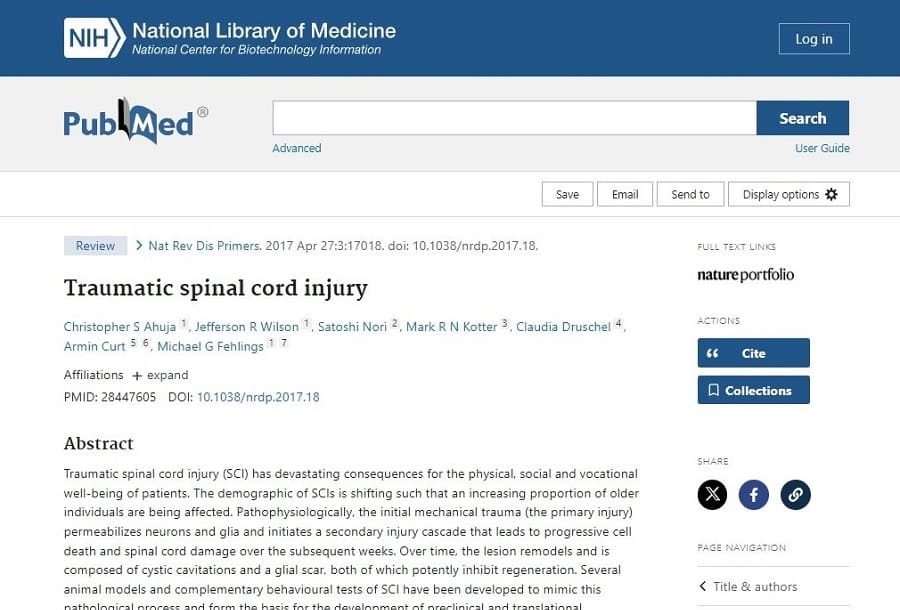 NIH National Library of Medicine
National Center for Biotechnology Information
Log in
PubMed®
Search
Advanced
User Guide
Save
Email
Send to
Display options
Review
Nat Rev Dis Primers. 2017 Apr 27:3:17018. doi: 10.1038/nrdp.2017.18.
Traumatic spinal cord injury
Christopher S Ahuja 1, Jefferson R Wilson 1, Satoshi Nori 2, Mark R N Kotter 3, Claudia Druschel 4,
Armin Curt 5 6, Michael G Fehlings 1 7
Affiliations + expand
PMID: 28447605 DOI: 10.1038/nrdp.2017.18
Abstract
Traumatic spinal cord injury (SCI) has devastating consequences for the physical, social and vocational
well-being of patients. The demographic of SCIs is shifting such that an increasing proportion of older
individuals are being affected. Pathophysiologically, the initial mechanical trauma (the primary injury)
permeabilizes neurons and glia and initiates a secondary injury cascade that leads to progressive cell
death and spinal cord damage over the subsequent weeks. Over time, the lesion remodels and is
composed of cystic cavitations and a glial scar, both of which potently inhibit regeneration. Several
animal models and complementary behavioural tests of SCI have been developed to mimic this
pathological process and form the basis for the development of preclinical and translational
FULL TEXT LINKS
natureportfolio
ACTIONS
Cite
Collections
SHARE
PAGE NAVIGATION
Title & authors